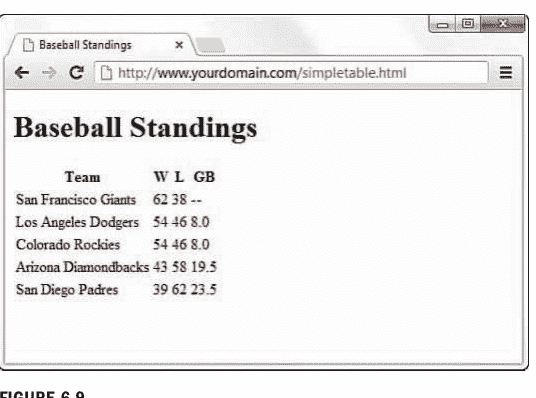 Baseball Standings
http://www.yourdomain.com/simpletable.html
Baseball Standings
Team W L GB
San Francisco Giants 62 38 --
Los Angeles Dodgers 54 46 8.0
Colorado Rockies 54 46 8.0
Arizona Diamondbacks 43 58 19.5
San Diego Padres 39 62 23.5
FIGURE 6.9